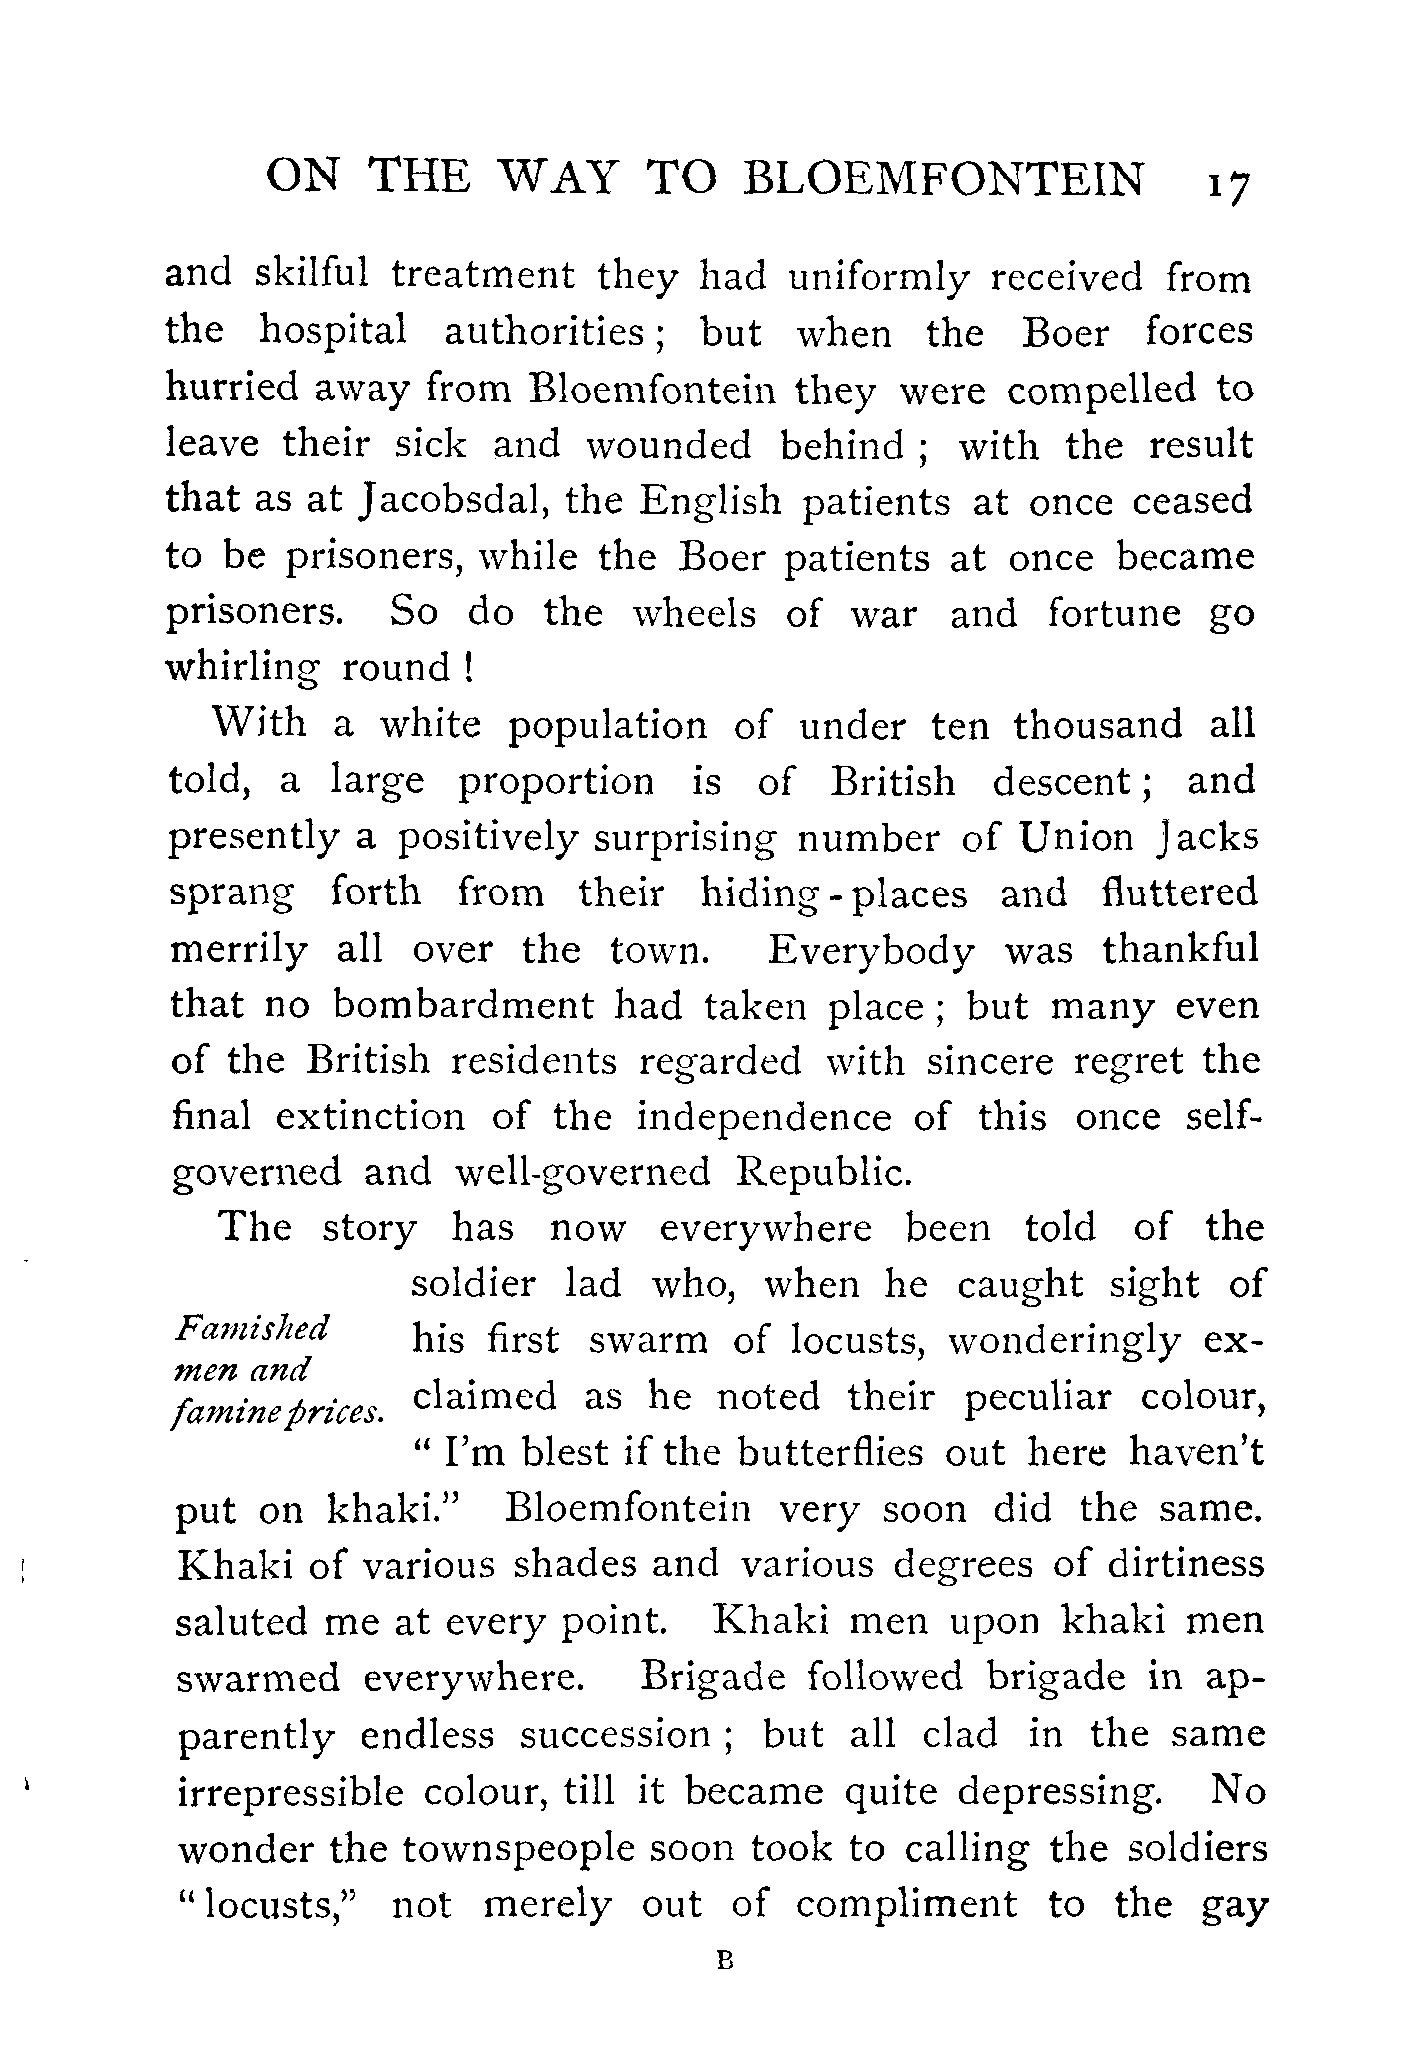 ON THE WAY TO BLOEMFONTEIN 17
and skilful treatment they had uniformly received from
the hospital authorities ; but when the Boer forces
hurried away from Bloemfontein they were compelled to
leave their sick and wounded behind ; with the result
that as at Jacobsdal, the English patients at once ceased
to be prisoners, while the Boer patients at once became
prisoners. So do the wheels of war and fortune go
whirling round !
With a white population of under ten thousand all
told, a large proportion is of British descent ; and
presently a positively surprising number of Union Jacks
sprang forth from their hiding - places and fluttered
merrily all over the town. Everybody was thankful
that no bombardment had taken place ; but many even
of the British residents regarded with sincere regret the
final extinction of the independence of this once self-
governed and well-governed Republic.
The story has now everywhere been told of the
soldier lad who, when he caught sight of
Famished
men and
famine prices.
his first swarm of locusts, wonderingly ex-
claimed as he noted their peculiar colour,
" I'm blest if the butterflies out here haven't
put on khaki." Bloemfontein very soon did the same.
Khaki of various shades and various degrees of dirtiness
saluted me at every point. Khaki men upon khaki men
swarmed everywhere. Brigade followed brigade in ap-
parently endless succession ; but all clad in the same
irrepressible colour, till it became quite depressing. No
wonder the townspeople soon took to calling the soldiers
" locusts," not merely out of compliment to the gay
B